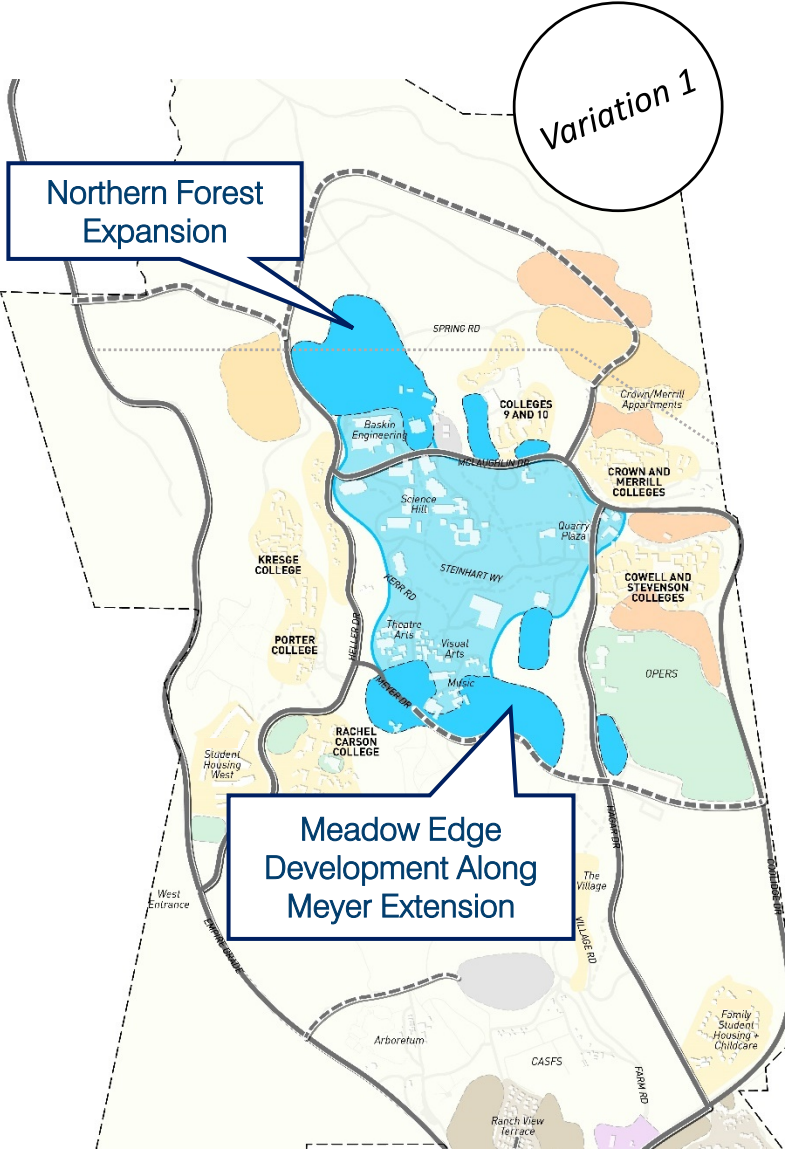 Variation 1
Northern Forest
Expansion
SPRING RD
COLLEGES
9 AND 10
Crown/Merrill
Appartments
Baskin
Engineering
MCLAUGHLIN DR
CROWN AND
MERRILL
COLLEGES
Science
Hill
Quarry
Plaza
KRESGE
COLLEGE
STEINHART WY
COWELL AND
STEVENSON
COLLEGES
KERR RD
HELLER DR
Theatre
Arts
PORTER
COLLEGE
Visual
Arts
OPERS
Music
MEYER DR
RACHEL
CARSON
COLLEGE
Student
Housing
West
Meadow Edge
Development Along
Meyer Extension
HAGAR DR
The
Village
COOLIDGE DR
West
Entrance
VILLAGE RD
EMPIRE GRADE
Family
Student
Housing +
Childcare
Arboretum
CASFS
FARM RD
Ranch View
Terrace